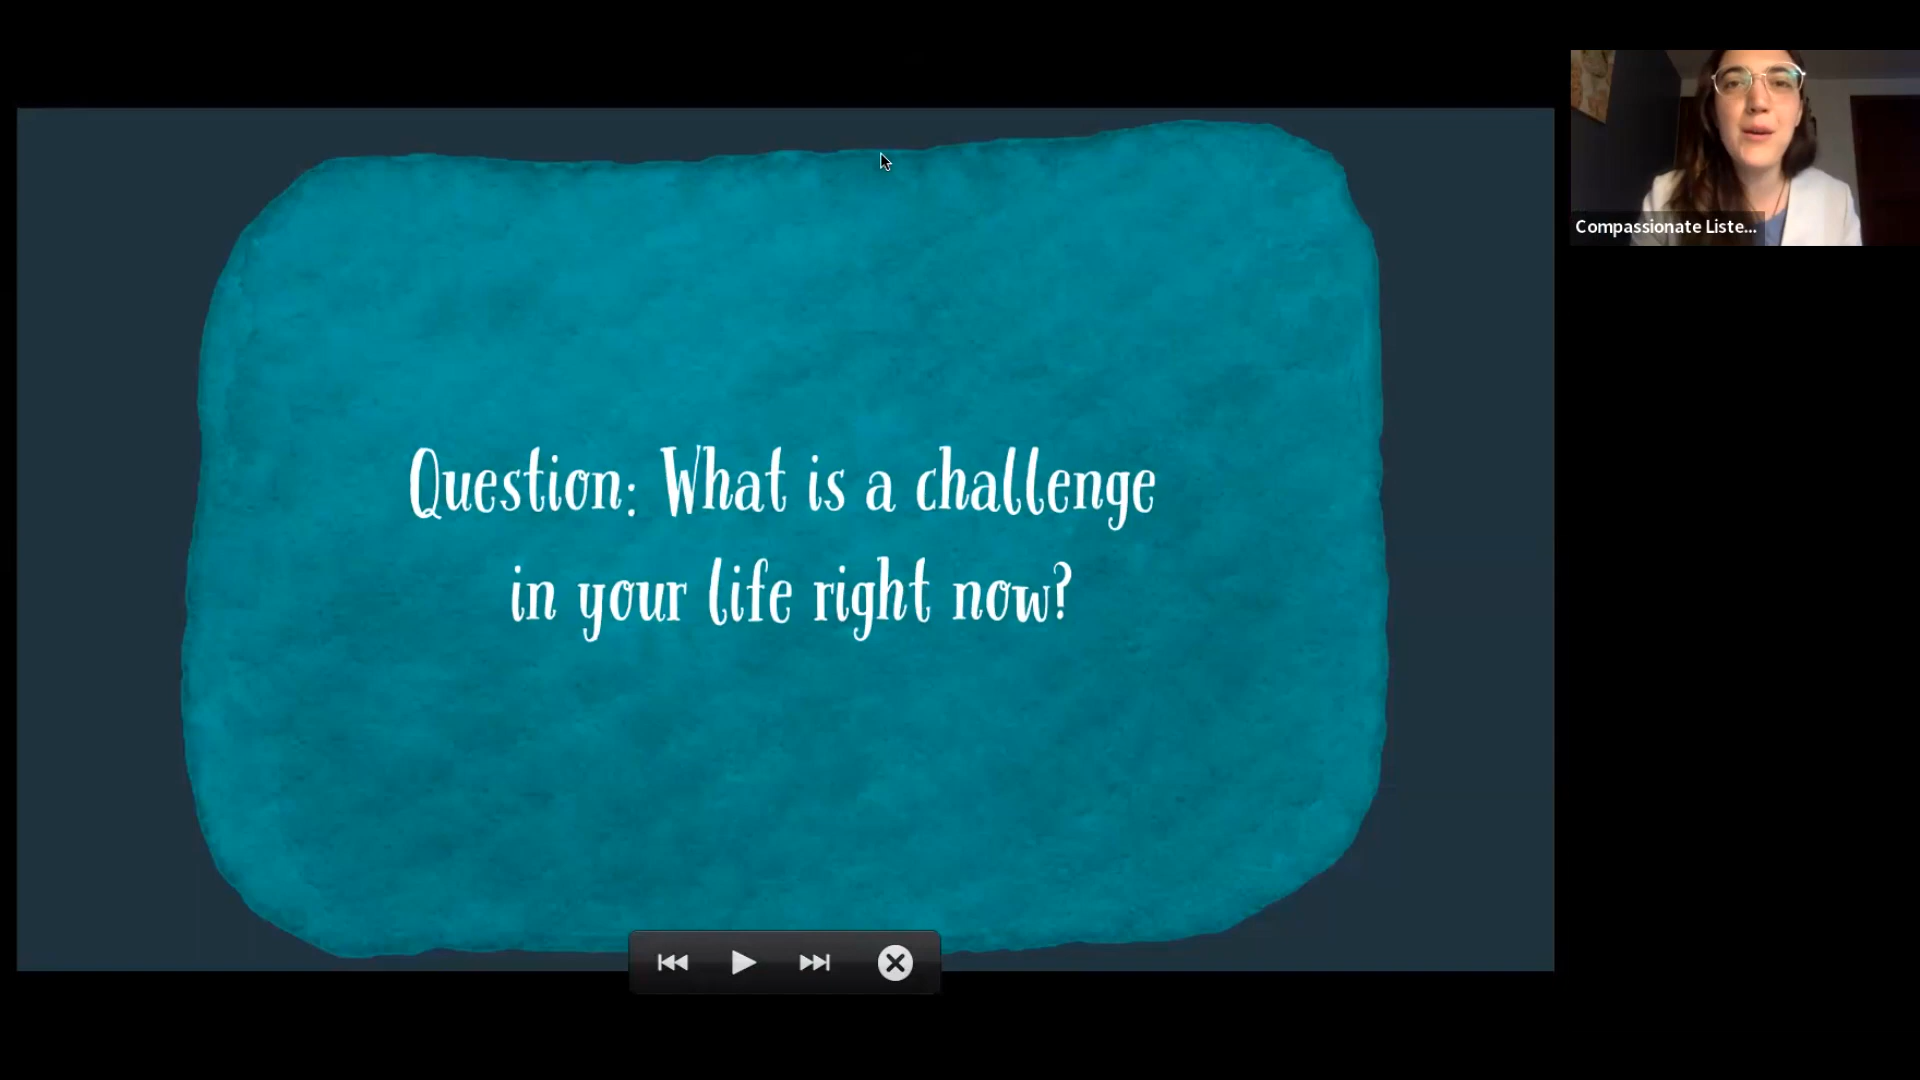 Question: What is a challenge
in your life right now?
Compassionate Liste...